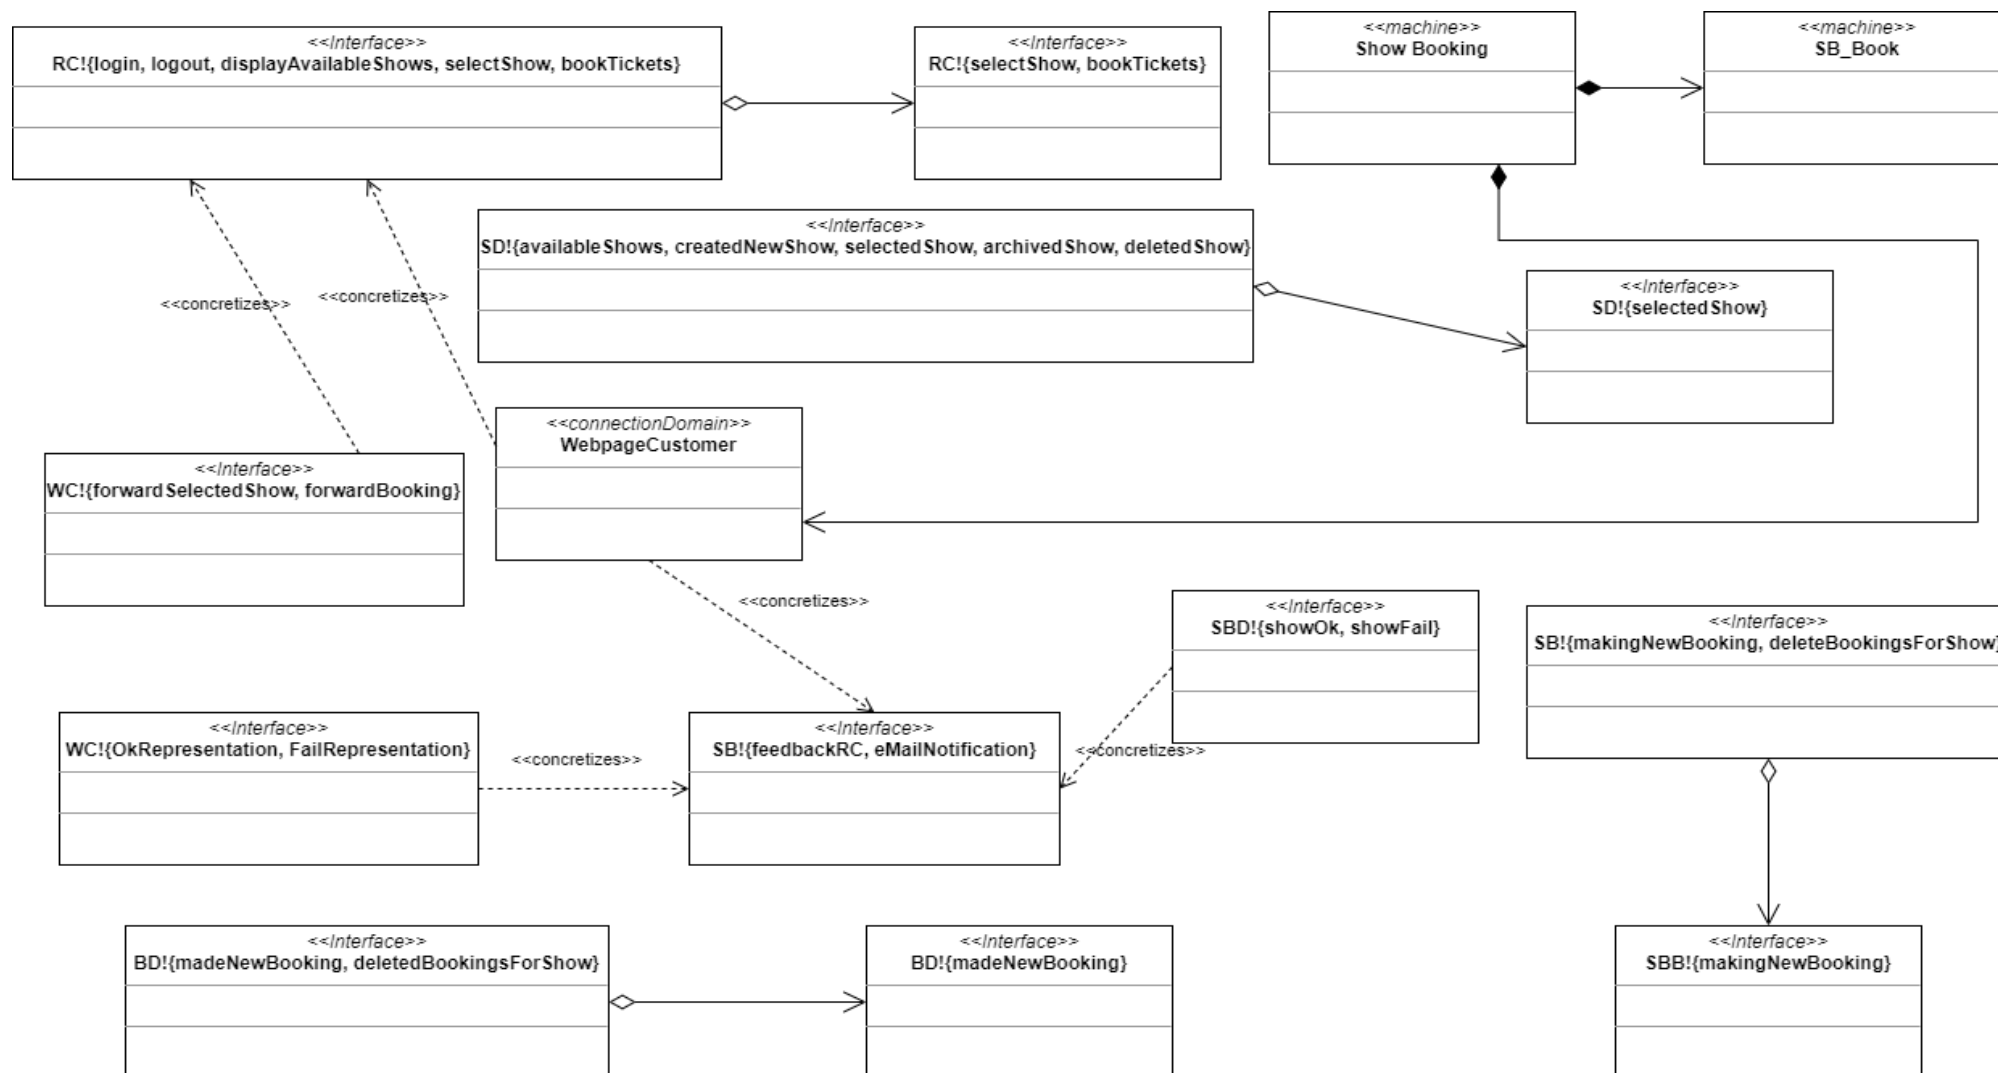 <<Interface>>
RC!{login, logout, displayAvailableShows, selectShow, bookTickets}
<<Interface>>
RC!{selectShow, bookTickets}
<<machine>>
Show Booking
<<machine>>
SB_Book
<<Interface>>
SD!{availableShows, createdNewShow, selectedShow, archivedShow, deletedShow}
<<Interface>>
SD!{selectedShow}
<<concretizes>>
<<concretizes>>
<<connectionDomain>>
WebpageCustomer
<<Interface>>
WC!{forwardSelectedShow, forwardBooking}
<<concretizes>>
<<Interface>>
SBD!{showOk, showFail}
<<Interface>>
SB!{makingNewBooking, deleteBookingsForShow}
<<Interface>>
WC!{OkRepresentation, FailRepresentation}
<<concretizes>>
<<Interface>>
SB!{feedbackRC, eMailNotification}
<<concretizes>>
<<Interface>>
BD!{madeNewBooking, deletedBookingsForShow}
<<Interface>>
BD!{madeNewBooking}
<<Interface>>
SBB!{makingNewBooking}